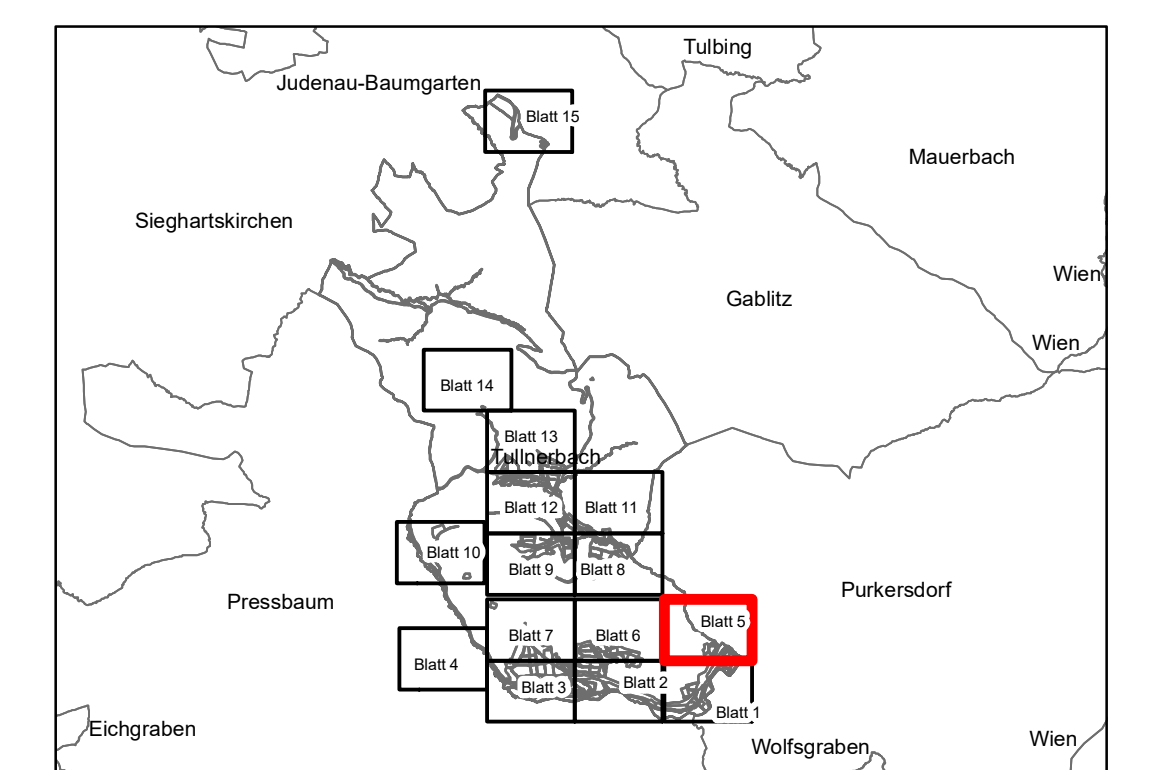 Tulbing
Judenau-Baumgarten
Blatt 15
Mauerbach
Sieghartskirchen
Wien
Gablitz
Wien
Blatt 14
Blatt 13
Tullnerbach
Blatt 12
Blatt 11
Blatt 10
Blatt 9
Blatt 8
Purkersdorf
Pressbaum
Blatt 5
Blatt 7
Blatt 6
Blatt 4
Blatt 2
Blatt 3
Blatt 1
Eichgraben
Wien
Wolfsgraben